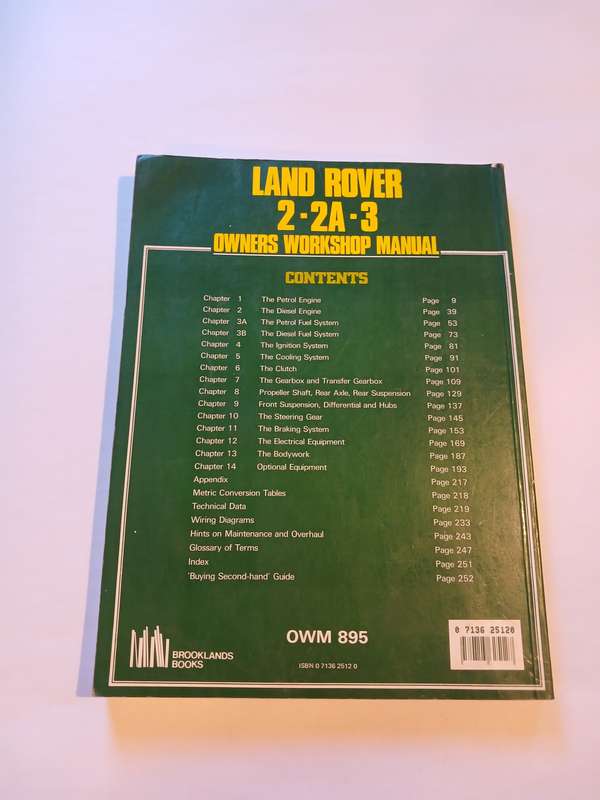 LAND ROVER
2·2A·3
OWNERS WORKSHOP MANUAL
CONTENTS
Chapter 1 The Petrol Engine Page 9
Chapter 2 The Diesel Engine Page 39
Chapter 3A The Petrol Fuel System Page 53
Chapter 3B The Diesel Fuel System Page 73
Chapter 4 The Ignition System Page 81
Chapter 5 The Cooling System Page 91
Chapter 6 The Clutch Page 101
Chapter 7 The Gearbox and Transfer Gearbox Page 109
Chapter 8 Propeller Shaft, Rear Axle, Rear Suspension Page 129
Chapter 9 Front Suspension, Differential and Hubs Page 137
Chapter 10 The Steering Gear Page 145
Chapter 11 The Braking System Page 153
Chapter 12 The Electrical Equipment Page 169
Chapter 13 The Bodywork Page 187
Chapter 14 Optional Equipment Page 193
Appendix Page 217
Metric Conversion Tables Page 218
Technical Data Page 219
Wiring Diagrams Page 233
Hints on Maintenance and Overhaul Page 243
Glossary of Terms Page 247
Index Page 251
'Buying Second-hand' Guide Page 252
OWM 895
0 7136 25120
BROOKLANDS
BOOKS
ISBN 0 7136 2512 0